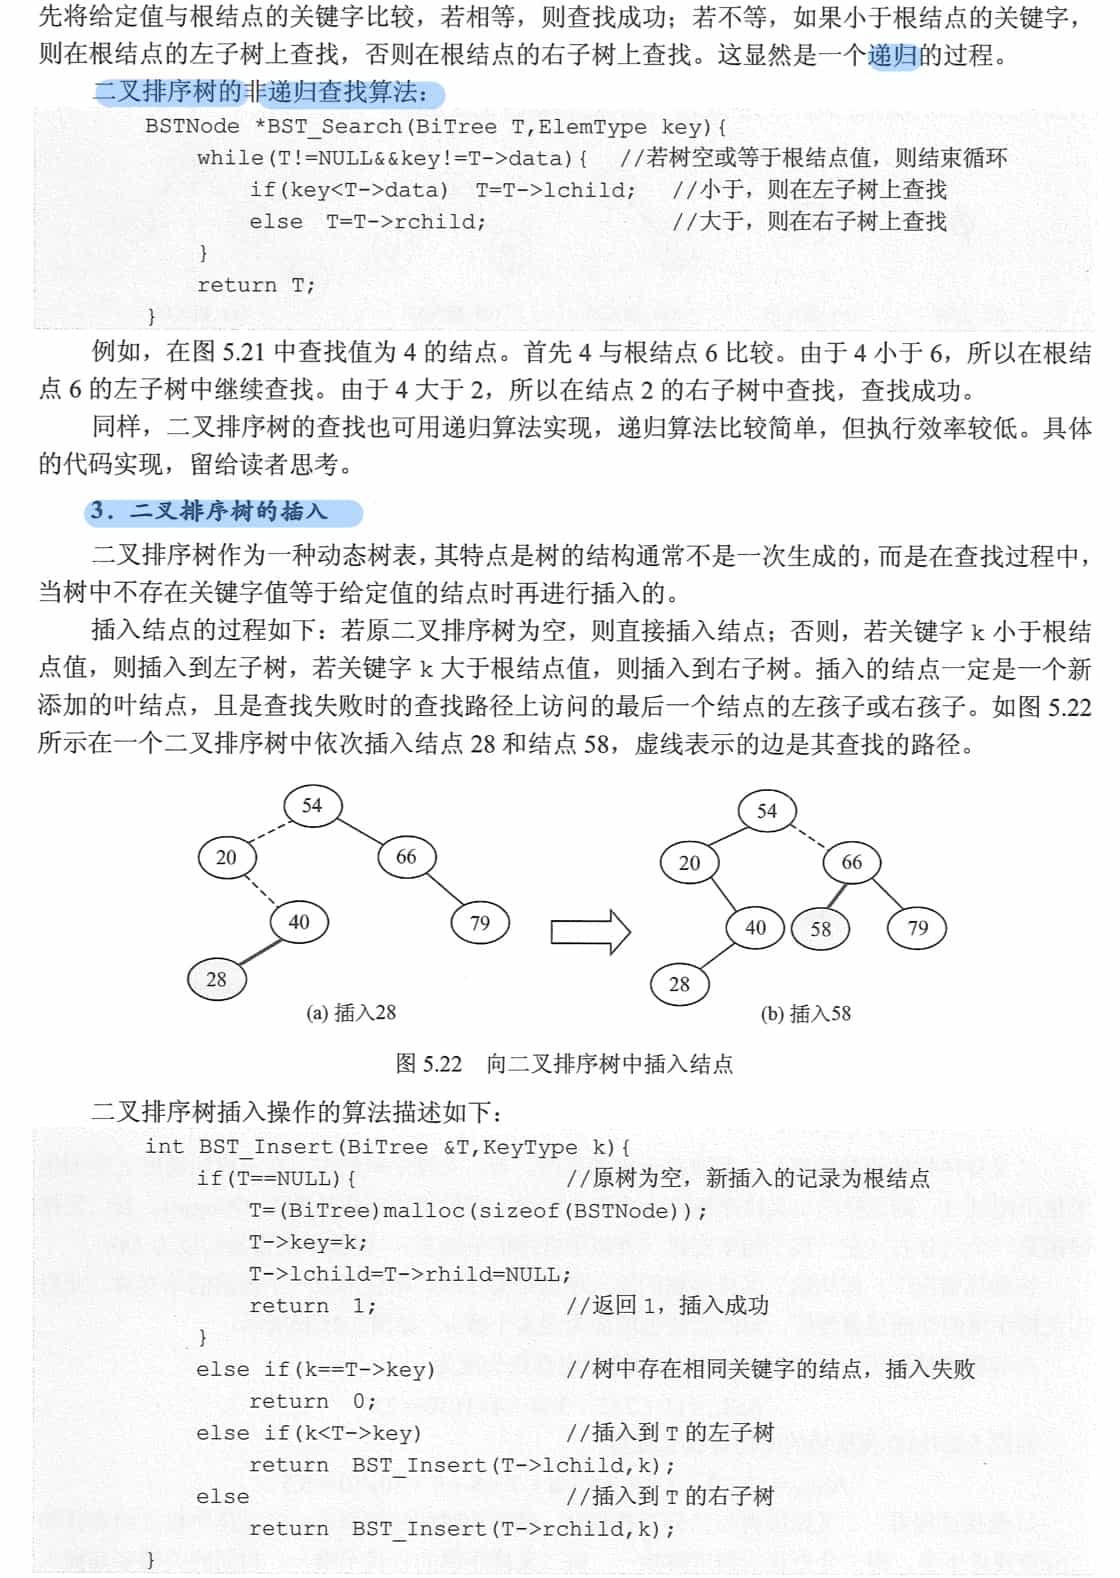 先将给定值与根结点的关键字比较，若相等，则查找成功；若不等，如果小于根结点的关键字，
则在根结点的左子树上查找，否则在根结点的右子树上查找。这显然是一个递归的过程。
二叉排序树的非递归查找算法：
BSTNode *BST_Search(BiTree T,ElemType key){
while(T!=NULL&&key!=T->data){ //若树空或等于根结点值，则结束循环
if(key<T->data) T=T->lchild; //小于，则在左子树上查找
else T=T->rchild; //大于，则在右子树上查找
}
return T;
}
例如，在图 5.21 中查找值为 4 的结点。首先 4 与根结点 6 比较。由于 4 小于 6，所以在根结
点 6 的左子树中继续查找。由于 4 大于 2，所以在结点 2 的右子树中查找，查找成功。
同样，二叉排序树的查找也可用递归算法实现，递归算法比较简单，但执行效率较低。具体
的代码实现，留给读者思考。
3．二叉排序树的插入
二叉排序树作为一种动态树表，其特点是树的结构通常不是一次生成的，而是在查找过程中，
当树中不存在关键字值等于给定值的结点时再进行插入的。
插入结点的过程如下：若原二叉排序树为空，则直接插入结点；否则，若关键字 k 小于根结
点值，则插入到左子树，若关键字 k 大于根结点值，则插入到右子树。插入的结点一定是一个新
添加的叶结点，且是查找失败时的查找路径上访问的最后一个结点的左孩子或右孩子。如图 5.22
所示在一个二叉排序树中依次插入结点 28 和结点 58，虚线表示的边是其查找的路径。
54
20
66
40
79
28
(a) 插入28
54
20
66
40
58
79
28
(b) 插入58
图 5.22 向二叉排序树中插入结点
二叉排序树插入操作的算法描述如下：
int BST_Insert(BiTree &T,KeyType k){
if(T==NULL){ //原树为空，新插入的记录为根结点
T=(BiTree)malloc(sizeof(BSTNode));
T->key=k;
T->lchild=T->rhild=NULL;
return 1; //返回 1，插入成功
}
else if(k==T->key) //树中存在相同关键字的结点，插入失败
return 0;
else if(k<T->key) //插入到 T 的左子树
return BST_Insert(T->lchild,k);
else //插入到 T 的右子树
return BST_Insert(T->rchild,k);
}